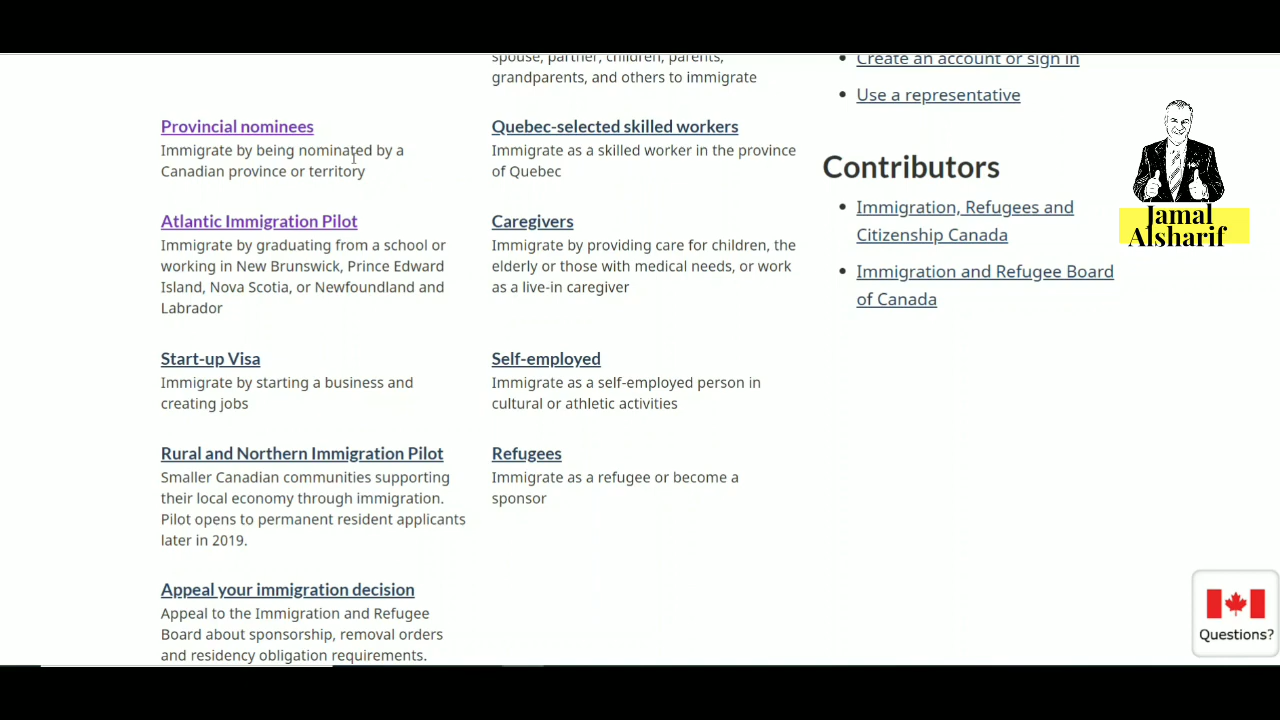 spouse, partner, children, parents,
grandparents, and others to immigrate
Provincial nominees
Immigrate by being nominated by a
Canadian province or territory
Quebec-selected skilled workers
Immigrate as a skilled worker in the province
of Quebec
Atlantic Immigration Pilot
Immigrate by graduating from a school or
working in New Brunswick, Prince Edward
Island, Nova Scotia, or Newfoundland and
Labrador
Caregivers
Immigrate by providing care for children, the
elderly or those with medical needs, or work
as a live-in caregiver
Start-up Visa
Immigrate by starting a business and
creating jobs
Self-employed
Immigrate as a self-employed person in
cultural or athletic activities
Rural and Northern Immigration Pilot
Smaller Canadian communities supporting
their local economy through immigration.
Pilot opens to permanent resident applicants
later in 2019.
Refugees
Immigrate as a refugee or become a
sponsor
Appeal your immigration decision
Appeal to the Immigration and Refugee
Board about sponsorship, removal orders
and residency obligation requirements.
Create an account or sign in
Use a representative
Contributors
Immigration, Refugees and
Citizenship Canada
Immigration and Refugee Board
of Canada
Jamal
Alsharif
Questions?